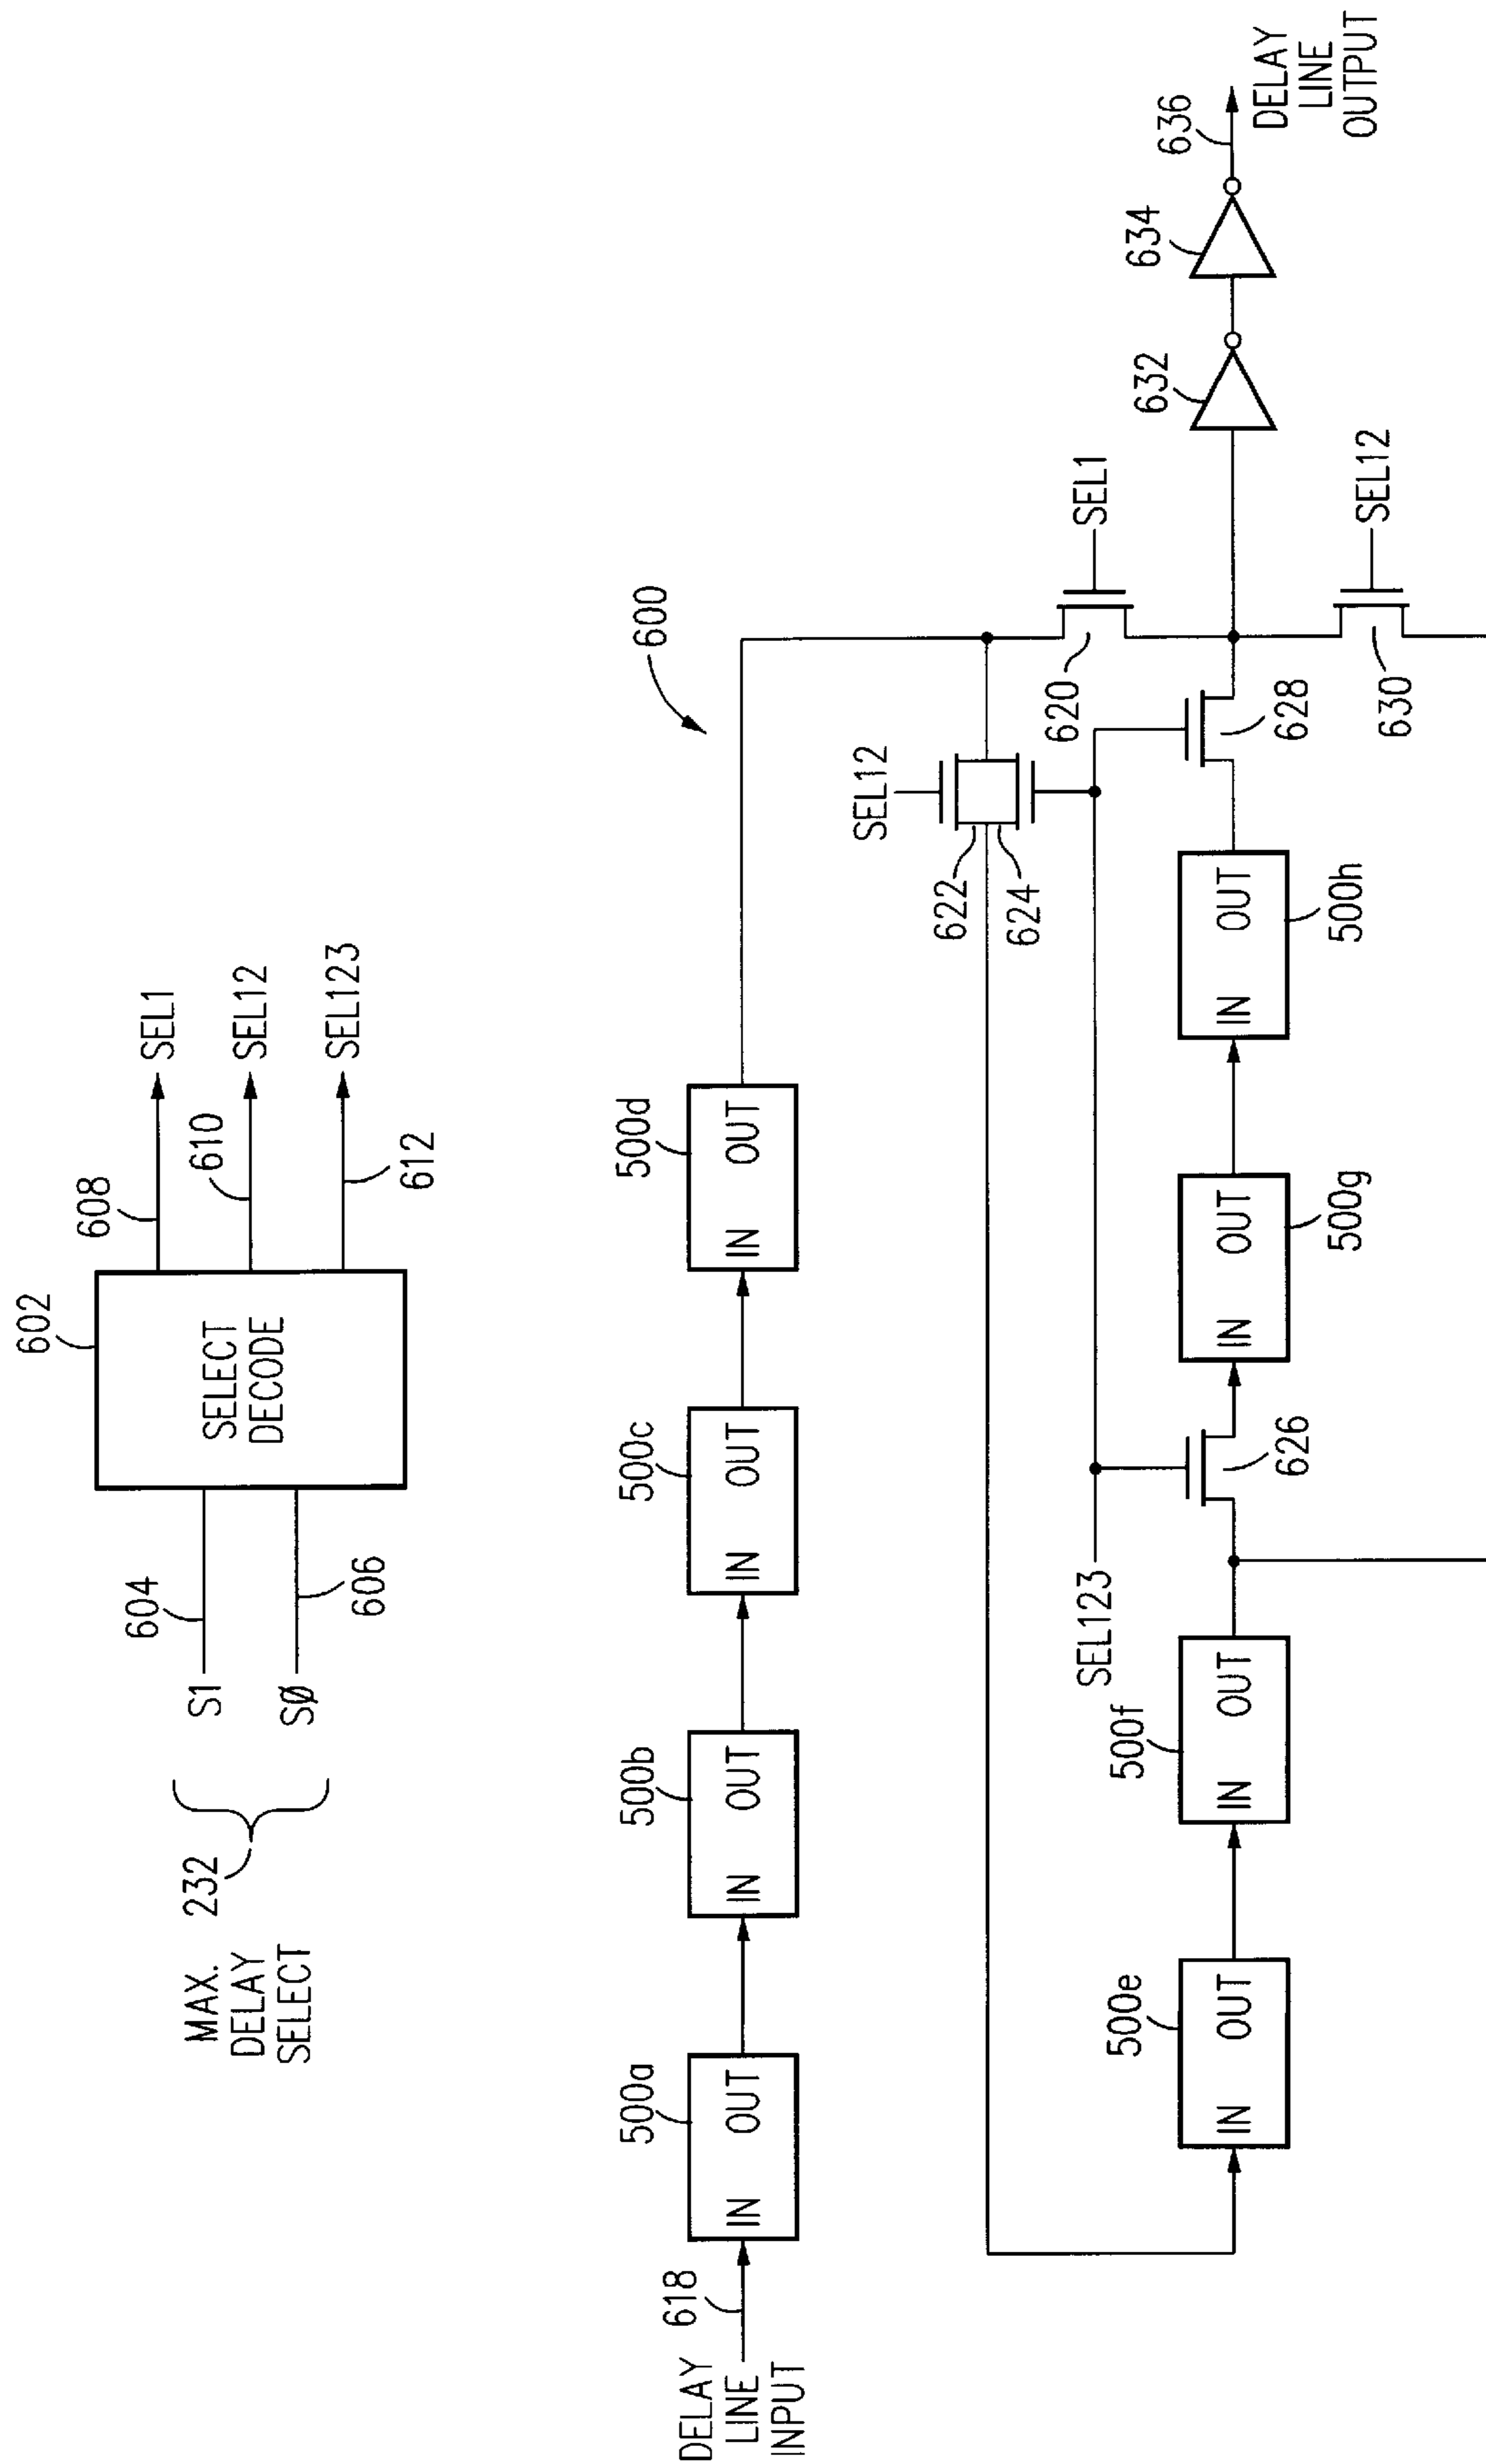 602
604
S1
SØ
606
MAX.
DELAY
SELECT
232
SELECT
DECODE
608
SEL1
610
SEL12
612
SEL123
600
DELAY
LINE
INPUT
618
500a
IN OUT
500b
IN OUT
500c
IN OUT
500d
IN OUT
SEL12
622
624
620
SEL1
SEL123
500e
IN OUT
500f
IN OUT
626
500g
IN OUT
500h
IN OUT
628
630
SEL12
632
634
636
DELAY
LINE
OUTPUT